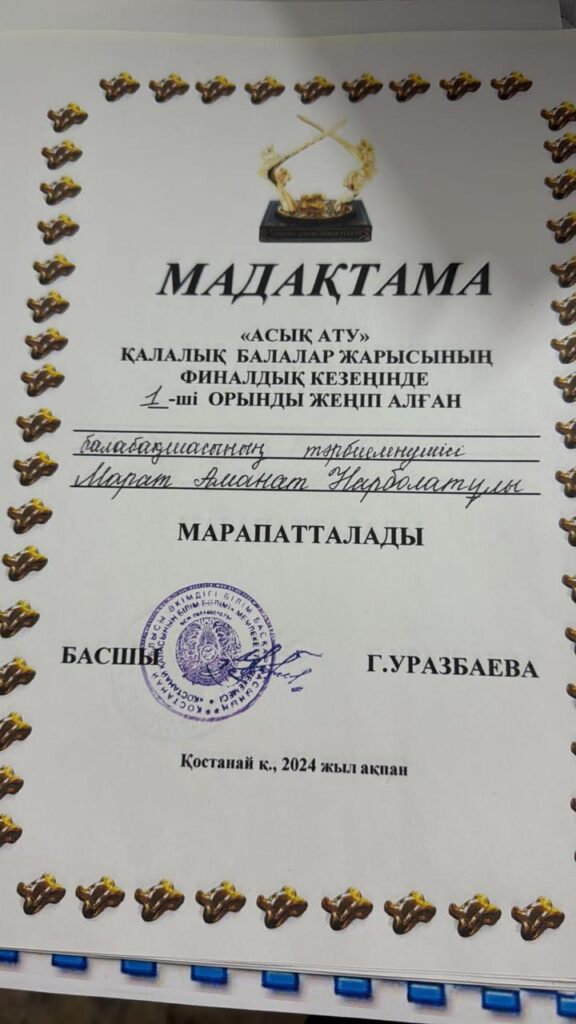 МАДАҚТАМА
«АСЫҚ АТУ»
ҚАЛАЛЫҚ БАЛАЛАР ЖАРЫСЫНЫҢ
ФИНАЛДЫҚ КЕЗЕҢІНДЕ
1-ші ОРЫНДЫ ЖЕҢІП АЛҒАН
балабақшасының тәрбиеленушісі
Марат Аманат Нарболатұлы
МАРАПАТТАЛАДЫ
БАСШЫ Г.УРАЗБАЕВА
Қостанай қ., 2024 жыл ақпан